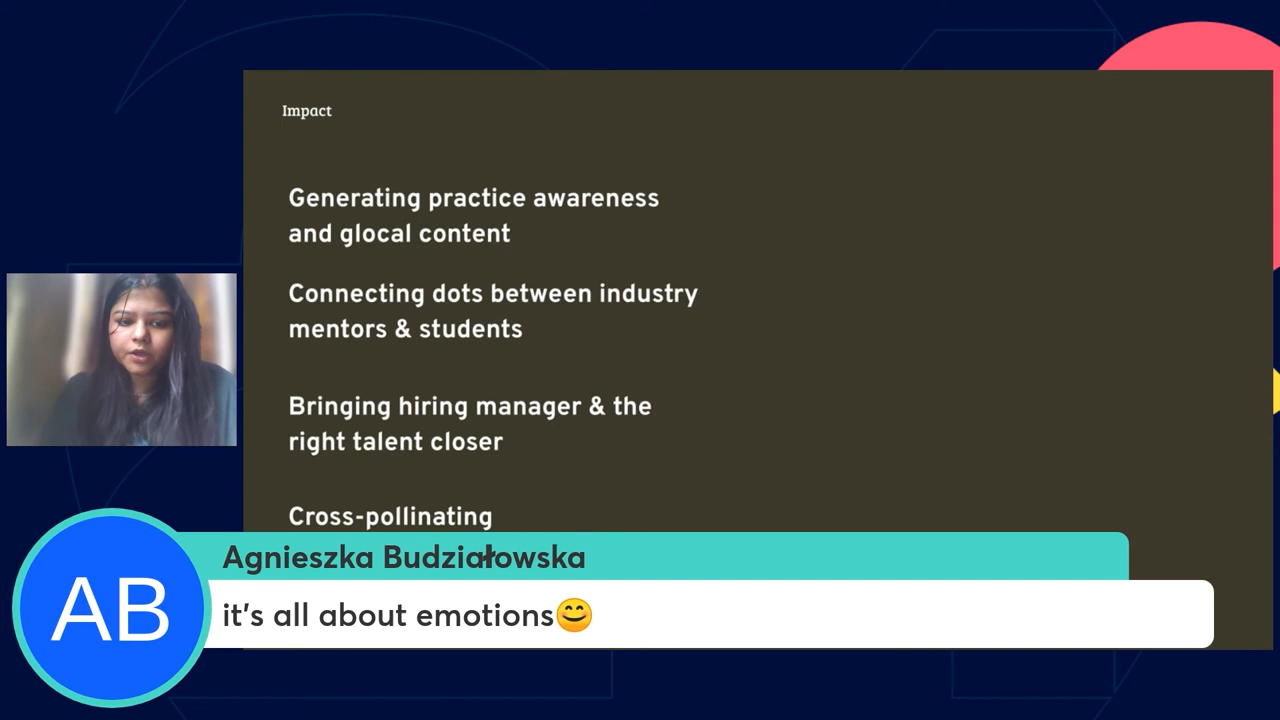 Impact
Generating practice awareness
and glocal content
Connecting dots between industry
mentors & students
Bringing hiring manager & the
right talent closer
Cross-pollinating
Agnieszka Budziałowska
AB
it's all about emotions😊